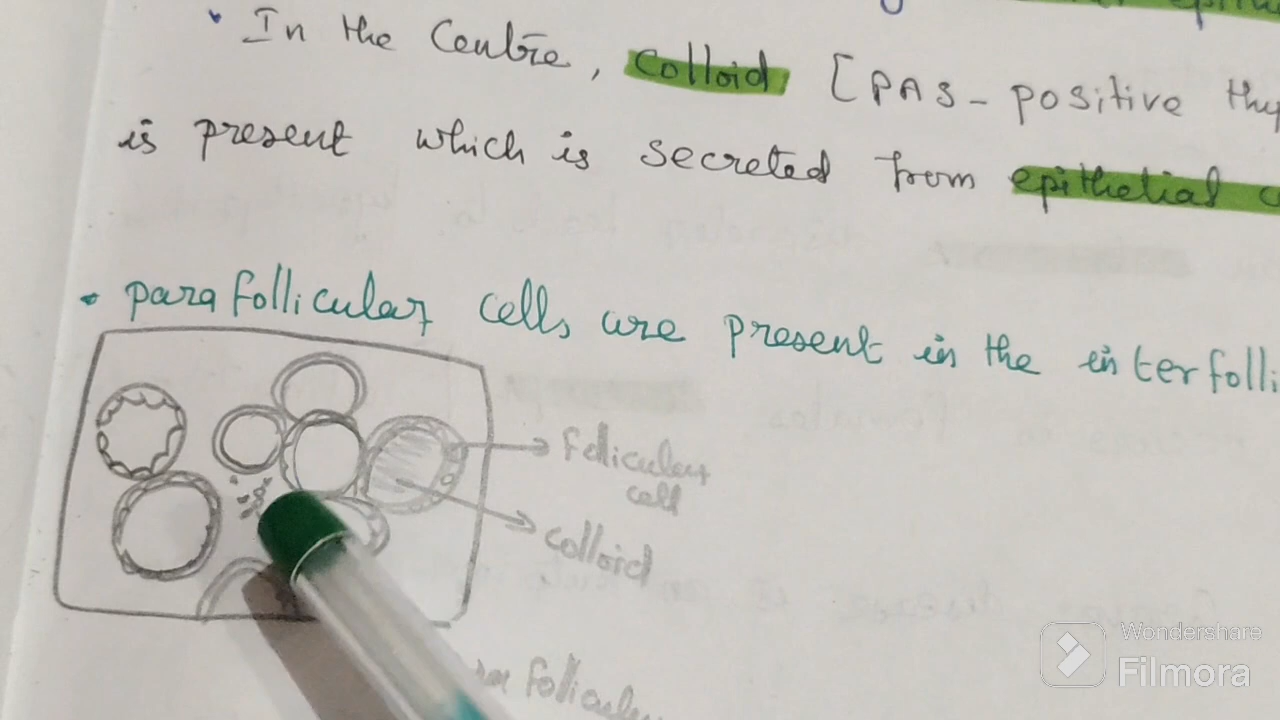 • In the Centre, colloid [PAS-positive
is present which is secreted from epithelial
• parafollicular cells are present in the
Follicular
cell
colloid
Wondershare
Filmora